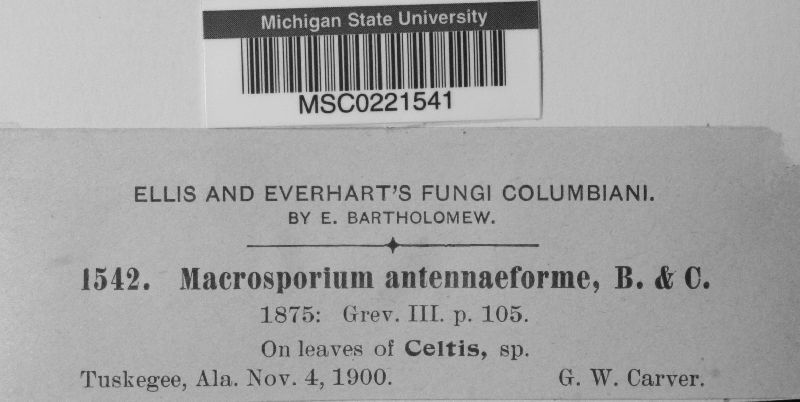 Michigan State University
MSC0221541
ELLIS AND EVERHART'S FUNGI COLUMBIANI.
BY E. BARTHOLOMEW.
1542. Macrosporium antennaeforme, B. & C.
1875: Grev. III. p. 105.
On leaves of Celtis, sp.
Tuskegee, Ala. Nov. 4, 1900. G. W. Carver.